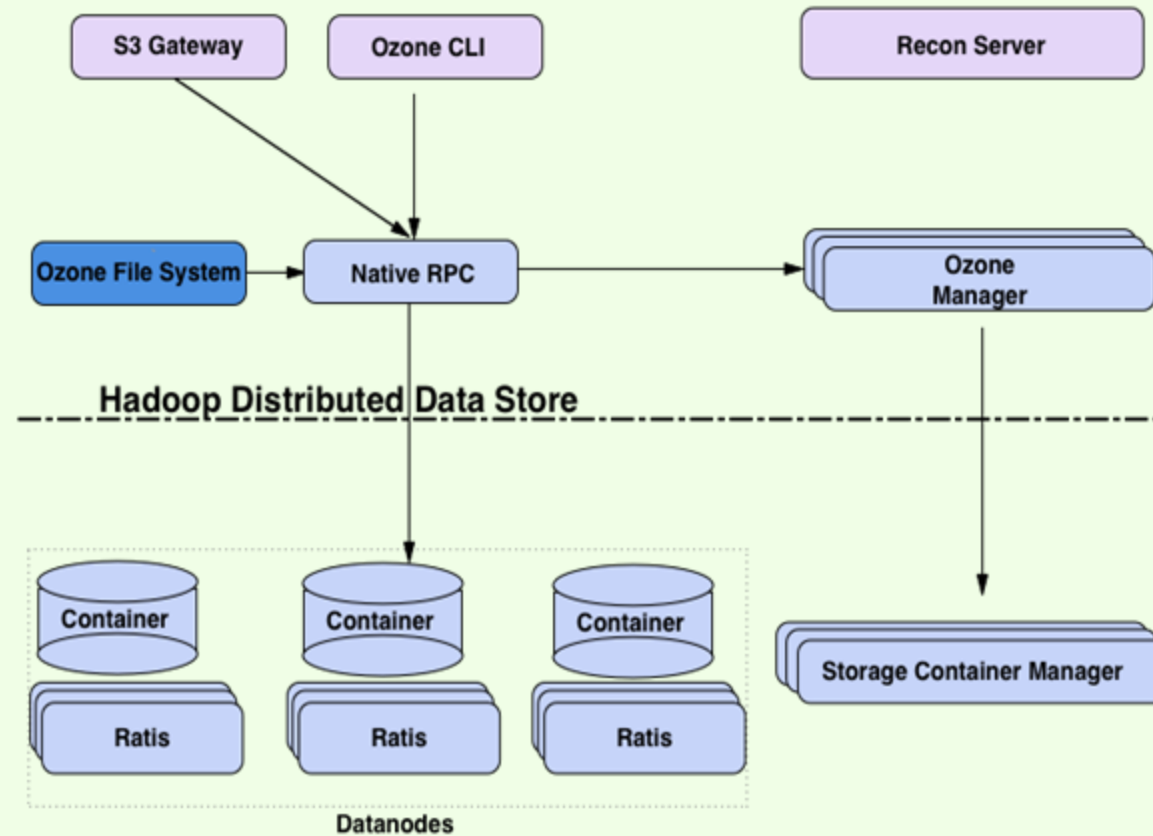 S3 Gateway
Ozone CLI
Recon Server
Ozone File System
Native RPC
Ozone
Manager
Hadoop Distributed Data Store
Container
Container
Container
Storage Container Manager
Ratis
Ratis
Ratis
Datanodes